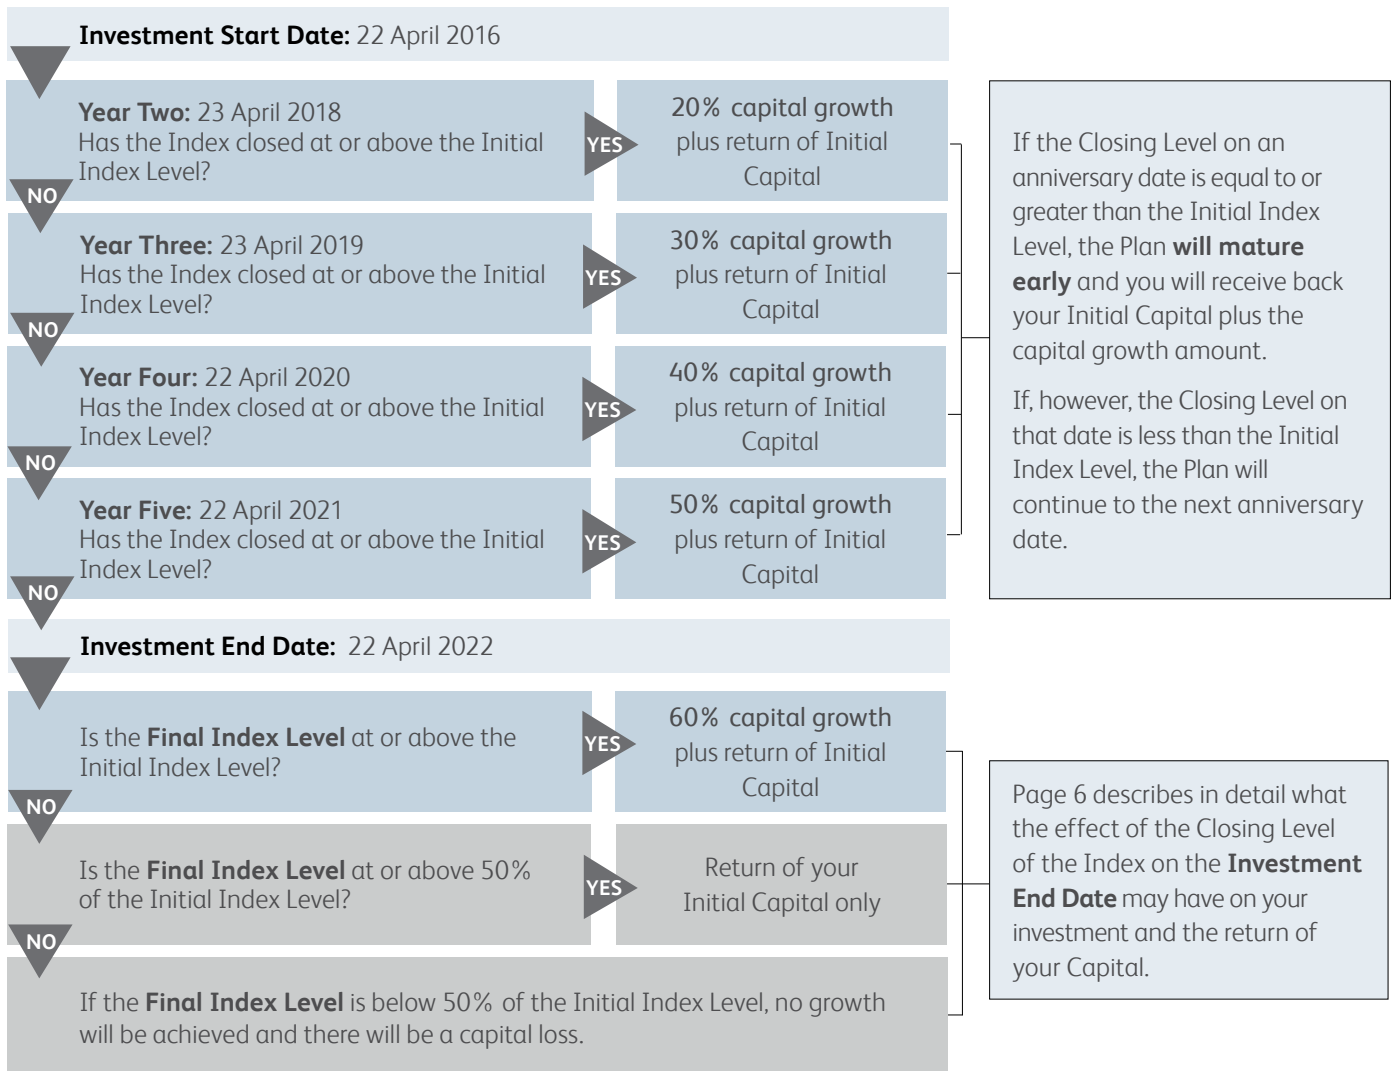 Investment Start Date: 22 April 2016
Year Two: 23 April 2018
Has the Index closed at or above the Initial
Index Level?
YES
20% capital growth
plus return of Initial
Capital
NO
Year Three: 23 April 2019
Has the Index closed at or above the Initial
Index Level?
YES
30% capital growth
plus return of Initial
Capital
NO
Year Four: 22 April 2020
Has the Index closed at or above the Initial
Index Level?
YES
40% capital growth
plus return of Initial
Capital
NO
Year Five: 22 April 2021
Has the Index closed at or above the Initial
Index Level?
YES
50% capital growth
plus return of Initial
Capital
NO
If the Closing Level on an
anniversary date is equal to or
greater than the Initial Index
Level, the Plan will mature
early and you will receive back
your Initial Capital plus the
capital growth amount.
If, however, the Closing Level on
that date is less than the Initial
Index Level, the Plan will
continue to the next anniversary
date.
Investment End Date: 22 April 2022
Is the Final Index Level at or above the
Initial Index Level?
YES
60% capital growth
plus return of Initial
Capital
NO
Is the Final Index Level at or above 50%
of the Initial Index Level?
YES
Return of your
Initial Capital only
NO
If the Final Index Level is below 50% of the Initial Index Level, no growth
will be achieved and there will be a capital loss.
Page 6 describes in detail what
the effect of the Closing Level
of the Index on the Investment
End Date may have on your
investment and the return of
your Capital.